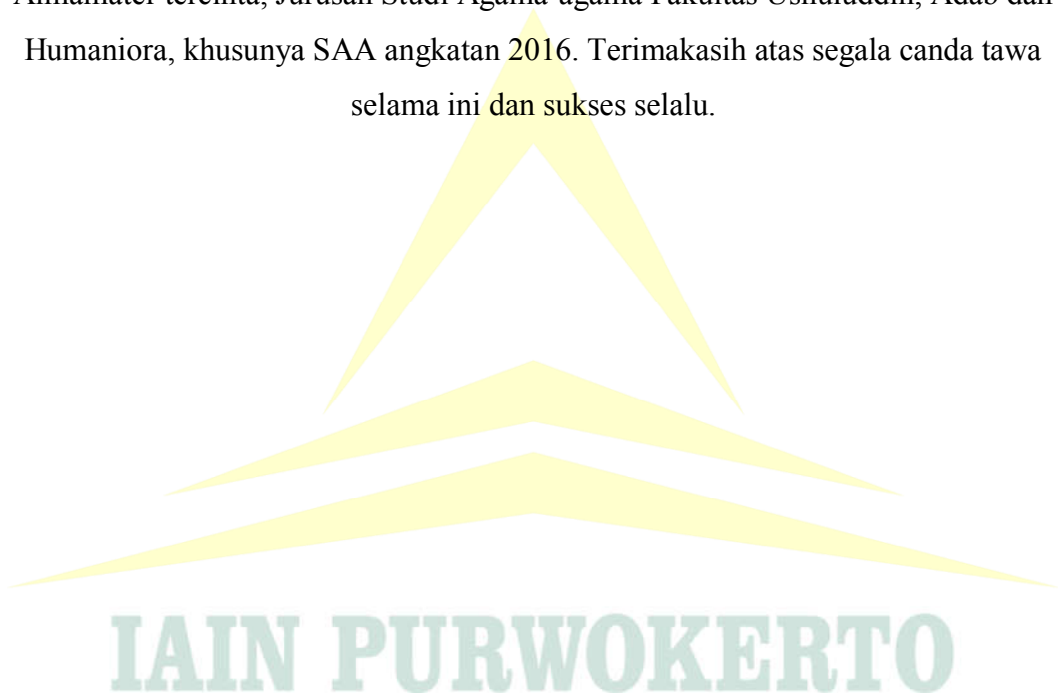 Almamater tercinta, Jurusan Studi Agama-agama Fakultas Ushuluddin, Adab dan
Humaniora, khusunya SAA angkatan 2016. Terimakasih atas segala canda tawa
selama ini dan sukses selalu.
IAIN PURWOKERTO